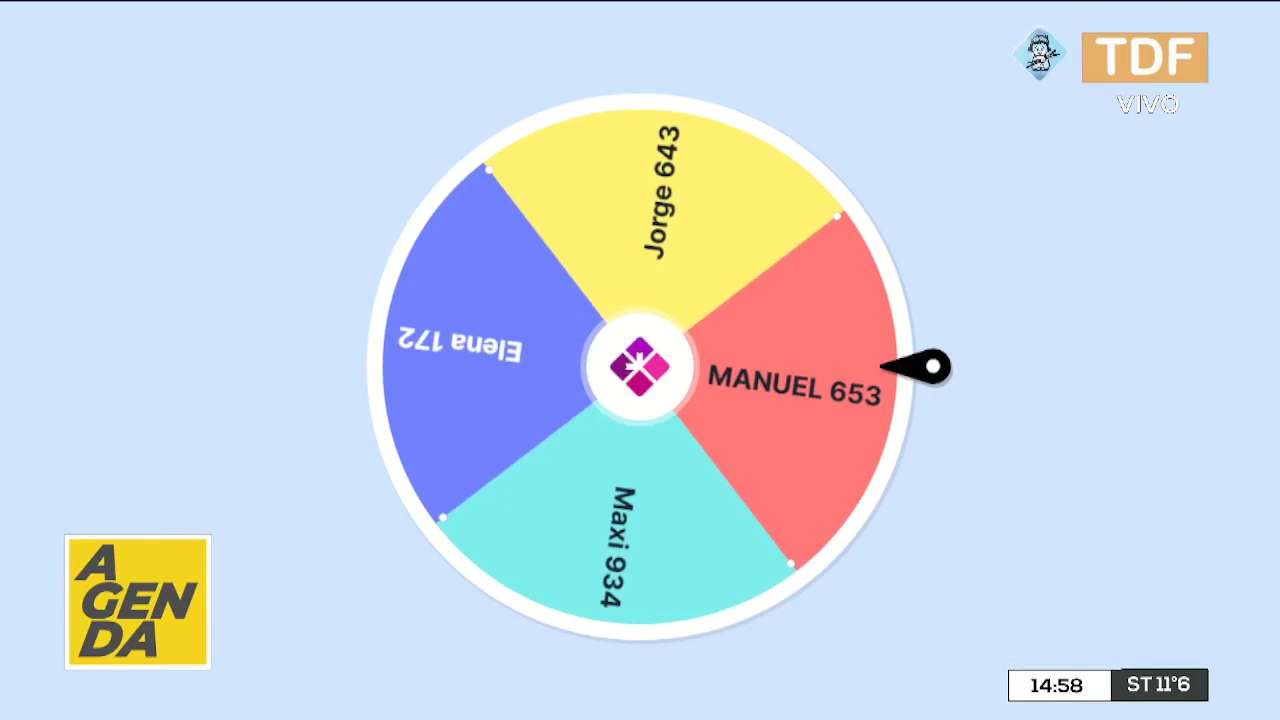 TDF
VIVO
Jorge 643
Elena 172
MANUEL 653
Maxi 934
A
GEN
DA
14:58
ST 11°6